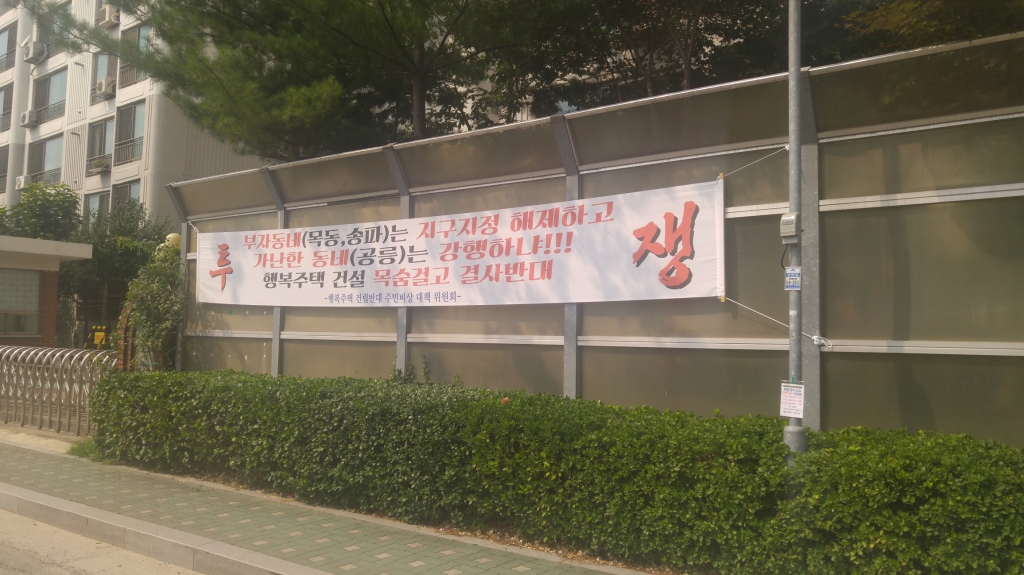 투
부자동네(목동,송파)는 지구지정 해제하고
가난한 동네(공릉)는 강행하냐!!!
행복주택 건설 목숨걸고 결사반대
-행복주택 건립반대 주민비상 대책 위원회-
쟁